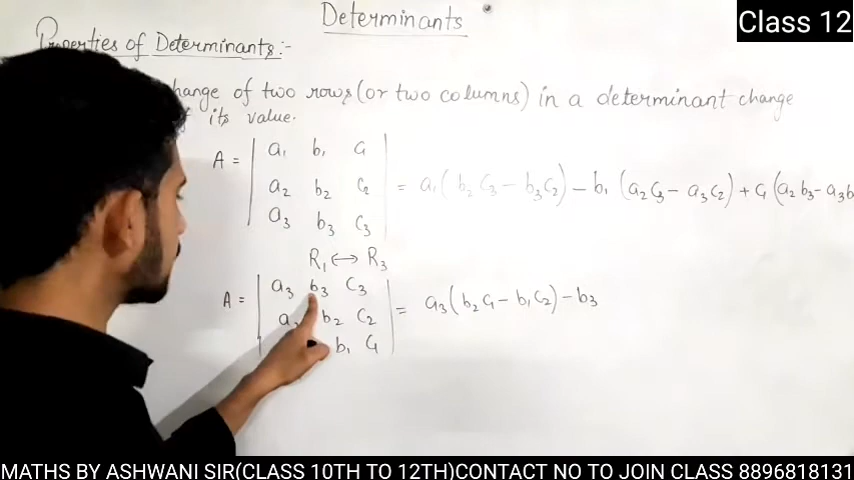 Determinants
Class 12
Properties of Determinants:-
hange of two rows (or two columns) in a determinant change
its value.
A = | a₁ b₁ c₁ |
| a₂ b₂ c₂ | = a₁(b₂c₃ - b₃c₂) - b₁(a₂c₃ - a₃c₂) + c₁(a₂b₃ - a₃b
| a₃ b₃ c₃ |
R₁ ↔ R₃
A = | a₃ b₃ c₃ | = a₃(b₂c₁ - b₁c₂) - b₃
| a₂ b₂ c₂ |
| b₁ c₁ |
MATHS BY ASHWANI SIR(CLASS 10TH TO 12TH)CONTACT NO TO JOIN CLASS 8896818131